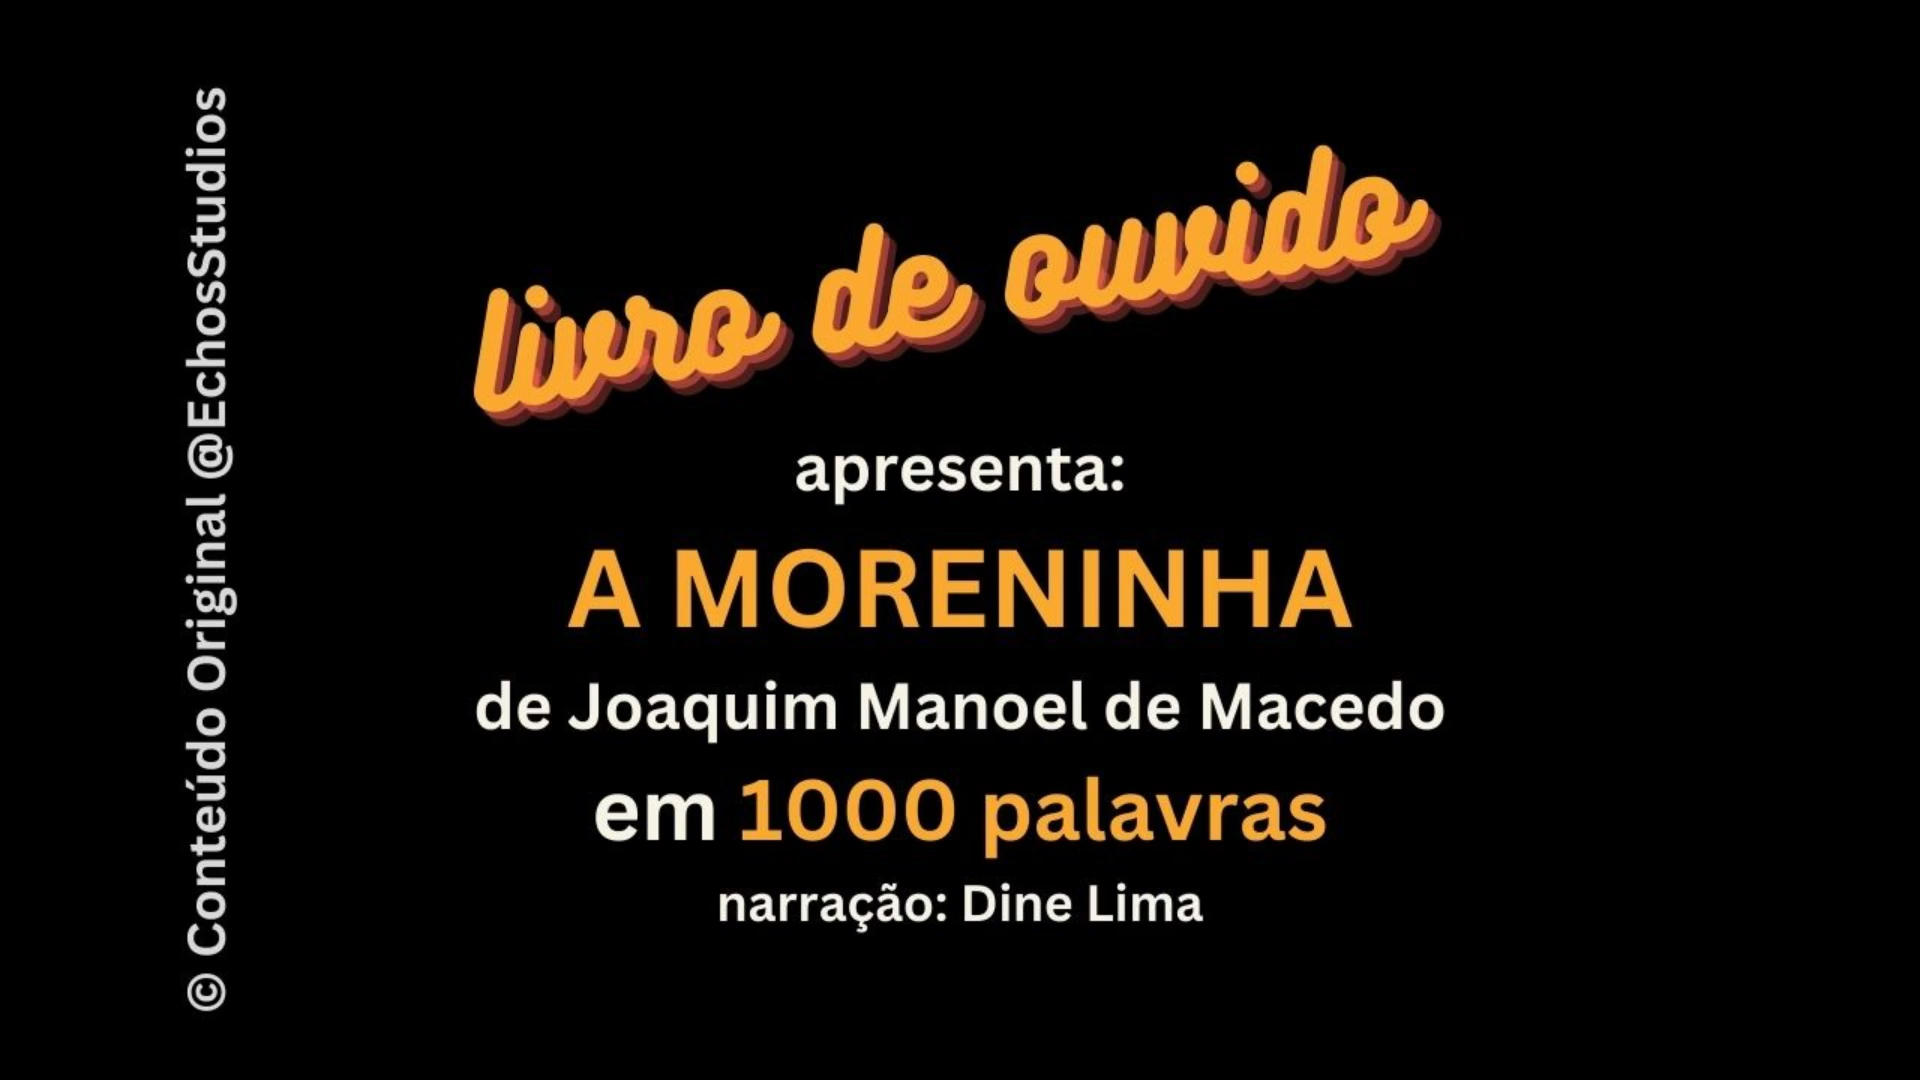 livro de ouvido
apresenta:
A MORENINHA
de Joaquim Manoel de Macedo
em 1000 palavras
narração: Dine Lima
© Conteúdo Original @EchosStudios